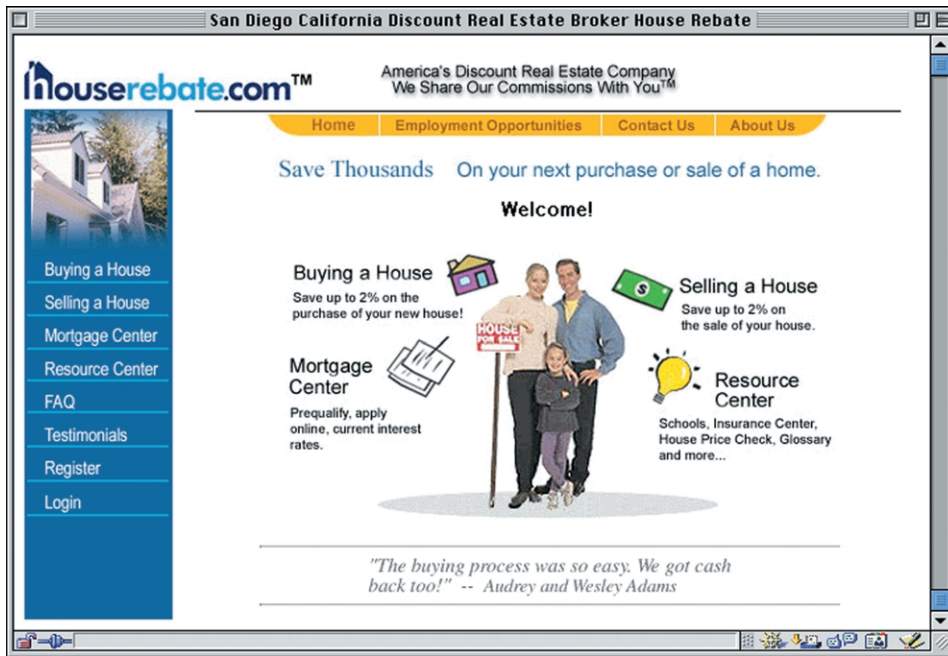 San Diego California Discount Real Estate Broker House Rebate
houserebate.com™
America's Discount Real Estate Company
We Share Our Commissions With You™
Home Employment Opportunities Contact Us About Us
Save Thousands On your next purchase or sale of a home.
Welcome!
Buying a House
Selling a House
Mortgage Center
Resource Center
FAQ
Testimonials
Register
Login
Buying a House
Save up to 2% on the
purchase of your new house!
Selling a House
Save up to 2% on
the sale of your house.
HOUSE
FOR SALE
Mortgage
Center
Prequalify, apply
online, current interest
rates.
Resource
Center
Schools, Insurance Center,
House Price Check, Glossary
and more...
"The buying process was so easy. We got cash
back too!" -- Audrey and Wesley Adams